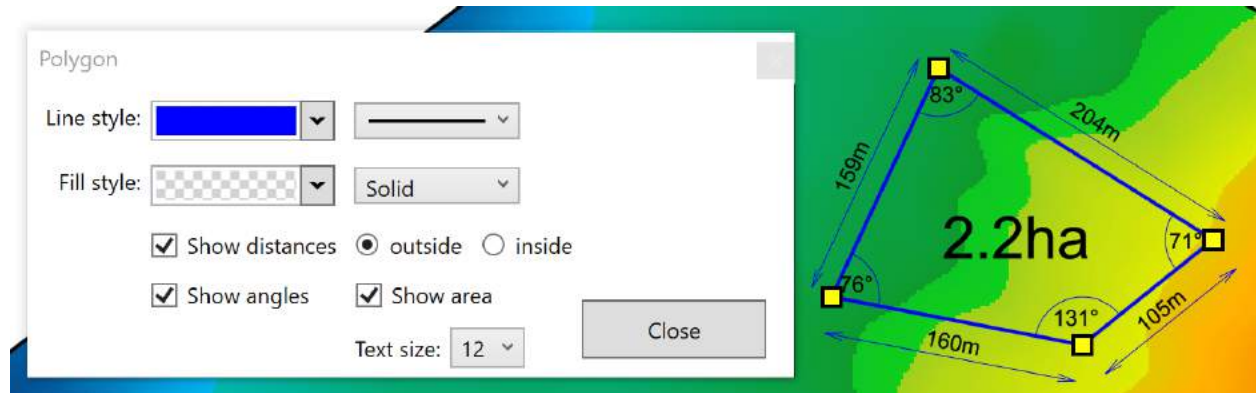 Polygon
Line style:
Fill style:
Solid
Show distances
outside
inside
Show angles
Show area
Text size:
12
Close
83°
204m
159m
2.2ha
71°
76°
131°
105m
160m